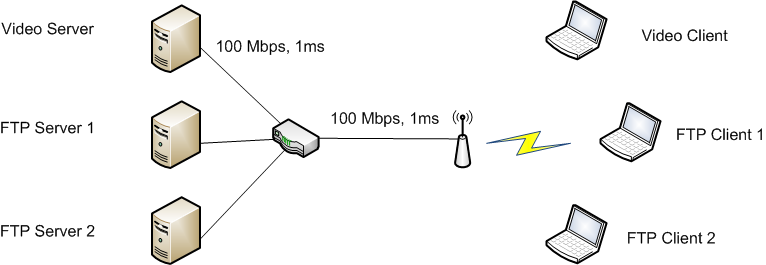 Video Server
100 Mbps, 1ms
Video Client
FTP Server 1
100 Mbps, 1ms
FTP Client 1
FTP Server 2
FTP Client 2